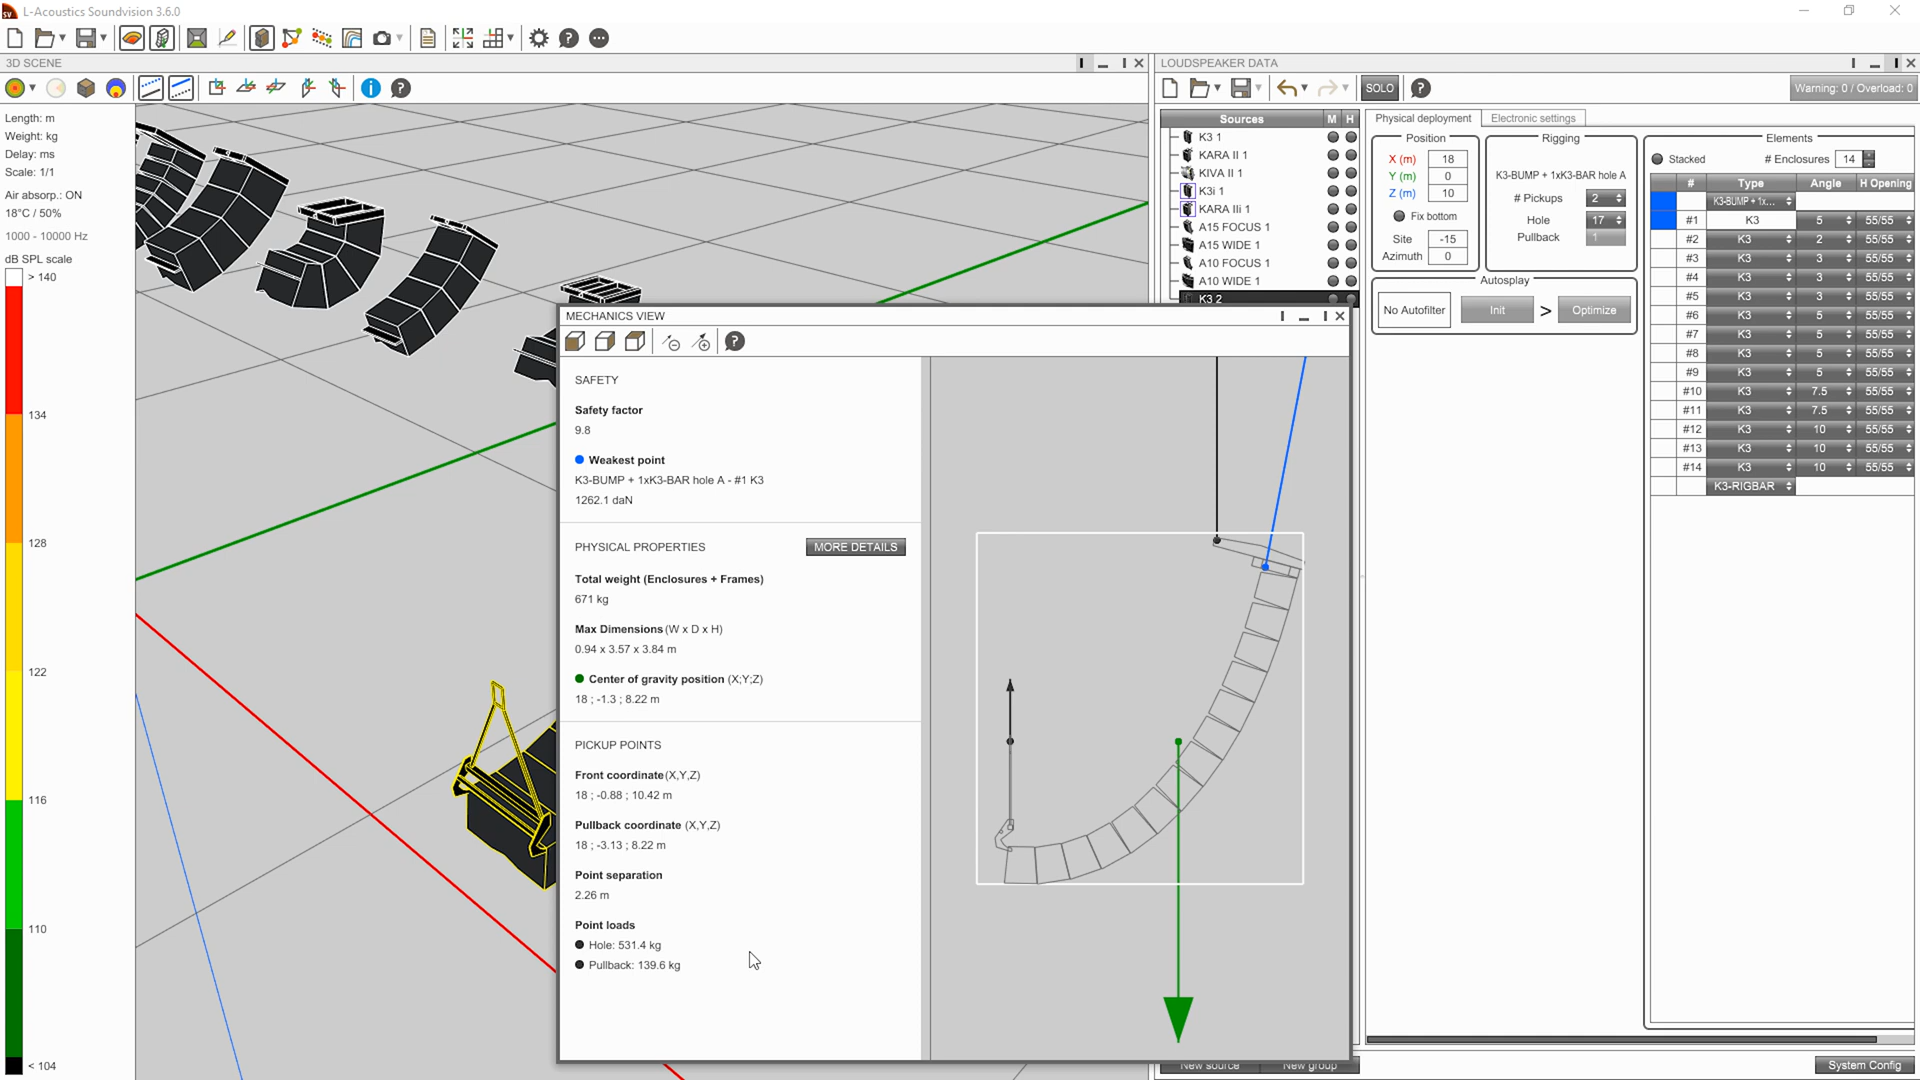 L-Acoustics Soundvision 3.6.0
3D SCENE
LOUDSPEAKER DATA
SOLO
Warning: 0 / Overload: 0
Length: m
Weight: kg
Delay: ms
Scale: 1/1
Air absorp.: ON
18°C / 50%
1000 - 10000 Hz
dB SPL scale
> 140
134
128
122
116
110
< 104
Sources M H
K3 1
KARA II 1
KIVA II 1
K3i 1
KARA IIi 1
A15 FOCUS 1
A15 WIDE 1
A10 FOCUS 1
A10 WIDE 1
K3 2
Physical deployment Electronic settings
Position
X (m) 18
Y (m) 0
Z (m) 10
Fix bottom
Site -15
Azimuth 0
Rigging
K3-BUMP + 1xK3-BAR hole A
# Pickups 2
Hole 17
Pullback 1
Autosplay
No Autofilter Init > Optimize
Elements
Stacked # Enclosures 14
# Type Angle H Opening
K3-BUMP + 1x...
#1 K3 5 55/55
#2 K3 2 55/55
#3 K3 3 55/55
#4 K3 3 55/55
#5 K3 3 55/55
#6 K3 5 55/55
#7 K3 5 55/55
#8 K3 5 55/55
#9 K3 5 55/55
#10 K3 7.5 55/55
#11 K3 7.5 55/55
#12 K3 10 55/55
#13 K3 10 55/55
#14 K3 10 55/55
K3-RIGBAR
MECHANICS VIEW
SAFETY
Safety factor
9.8
Weakest point
K3-BUMP + 1xK3-BAR hole A - #1 K3
1262.1 daN
PHYSICAL PROPERTIES MORE DETAILS
Total weight (Enclosures + Frames)
671 kg
Max Dimensions (W x D x H)
0.94 x 3.57 x 3.84 m
Center of gravity position (X;Y;Z)
18 ; -1.3 ; 8.22 m
PICKUP POINTS
Front coordinate(X,Y,Z)
18 ; -0.88 ; 10.42 m
Pullback coordinate (X,Y,Z)
18 ; -3.13 ; 8.22 m
Point separation
2.26 m
Point loads
Hole: 531.4 kg
Pullback: 139.6 kg
New source New group
System Config